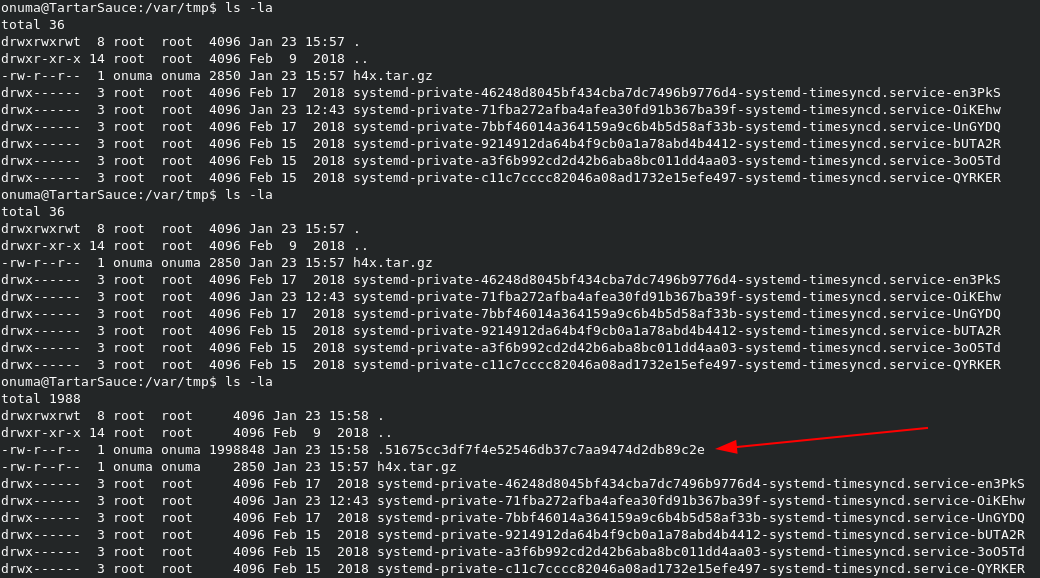 onuma@TartarSauce:/var/tmp$ ls -la
total 36
drwxrwxrwt  8 root  root  4096 Jan 23 15:57 .
drwxr-xr-x 14 root  root  4096 Feb  9  2018 ..
-rw-r--r--  1 onuma onuma 2850 Jan 23 15:57 h4x.tar.gz
drwx------  3 root  root  4096 Feb 17  2018 systemd-private-46248d8045bf434cba7dc7496b9776d4-systemd-timesyncd.service-en3PkS
drwx------  3 root  root  4096 Jan 23 12:43 systemd-private-71fba272afba4afea30fd91b367ba39f-systemd-timesyncd.service-OiKEhw
drwx------  3 root  root  4096 Feb 17  2018 systemd-private-7bbf46014a364159a9c6b4b5d58af33b-systemd-timesyncd.service-UnGYDQ
drwx------  3 root  root  4096 Feb 15  2018 systemd-private-9214912da64b4f9cb0a1a78abd4b4412-systemd-timesyncd.service-bUTA2R
drwx------  3 root  root  4096 Feb 15  2018 systemd-private-a3f6b992cd2d42b6aba8bc011dd4aa03-systemd-timesyncd.service-3oO5Td
drwx------  3 root  root  4096 Feb 15  2018 systemd-private-c11c7cccc82046a08ad1732e15efe497-systemd-timesyncd.service-QYRKER
onuma@TartarSauce:/var/tmp$ ls -la
total 36
drwxrwxrwt  8 root  root  4096 Jan 23 15:57 .
drwxr-xr-x 14 root  root  4096 Feb  9  2018 ..
-rw-r--r--  1 onuma onuma 2850 Jan 23 15:57 h4x.tar.gz
drwx------  3 root  root  4096 Feb 17  2018 systemd-private-46248d8045bf434cba7dc7496b9776d4-systemd-timesyncd.service-en3PkS
drwx------  3 root  root  4096 Jan 23 12:43 systemd-private-71fba272afba4afea30fd91b367ba39f-systemd-timesyncd.service-OiKEhw
drwx------  3 root  root  4096 Feb 17  2018 systemd-private-7bbf46014a364159a9c6b4b5d58af33b-systemd-timesyncd.service-UnGYDQ
drwx------  3 root  root  4096 Feb 15  2018 systemd-private-9214912da64b4f9cb0a1a78abd4b4412-systemd-timesyncd.service-bUTA2R
drwx------  3 root  root  4096 Feb 15  2018 systemd-private-a3f6b992cd2d42b6aba8bc011dd4aa03-systemd-timesyncd.service-3oO5Td
drwx------  3 root  root  4096 Feb 15  2018 systemd-private-c11c7cccc82046a08ad1732e15efe497-systemd-timesyncd.service-QYRKER
onuma@TartarSauce:/var/tmp$ ls -la
total 1988
drwxrwxrwt  8 root  root     4096 Jan 23 15:58 .
drwxr-xr-x 14 root  root     4096 Feb  9  2018 ..
-rw-r--r--  1 onuma onuma 1998848 Jan 23 15:58 .51675cc3df7f4e52546db37c7aa9474d2db89c2e
-rw-r--r--  1 onuma onuma    2850 Jan 23 15:57 h4x.tar.gz
drwx------  3 root  root     4096 Feb 17  2018 systemd-private-46248d8045bf434cba7dc7496b9776d4-systemd-timesyncd.service-en3PkS
drwx------  3 root  root     4096 Jan 23 12:43 systemd-private-71fba272afba4afea30fd91b367ba39f-systemd-timesyncd.service-OiKEhw
drwx------  3 root  root     4096 Feb 17  2018 systemd-private-7bbf46014a364159a9c6b4b5d58af33b-systemd-timesyncd.service-UnGYDQ
drwx------  3 root  root     4096 Feb 15  2018 systemd-private-9214912da64b4f9cb0a1a78abd4b4412-systemd-timesyncd.service-bUTA2R
drwx------  3 root  root     4096 Feb 15  2018 systemd-private-a3f6b992cd2d42b6aba8bc011dd4aa03-systemd-timesyncd.service-3oO5Td
drwx------  3 root  root     4096 Feb 15  2018 systemd-private-c11c7cccc82046a08ad1732e15efe497-systemd-timesyncd.service-QYRKER